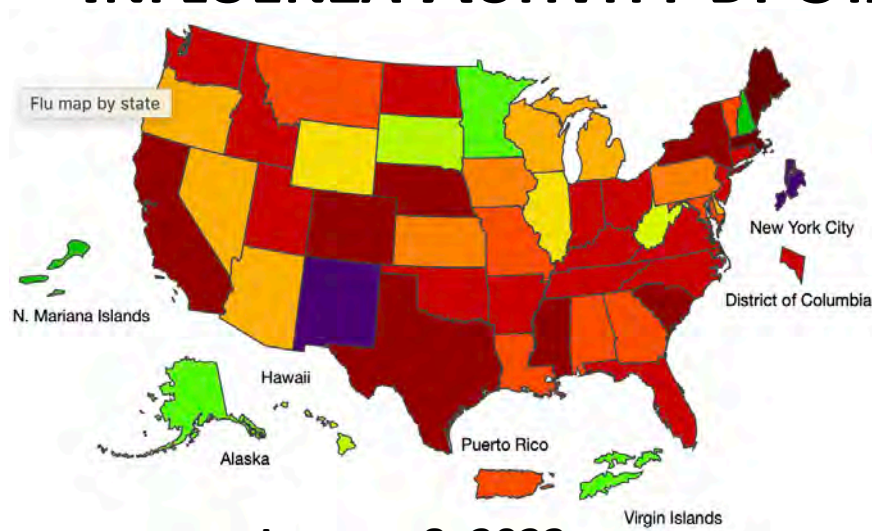 Flu map by state
New York City
District of Columbia
N. Mariana Islands
Hawaii
Alaska
Puerto Rico
Virgin Islands